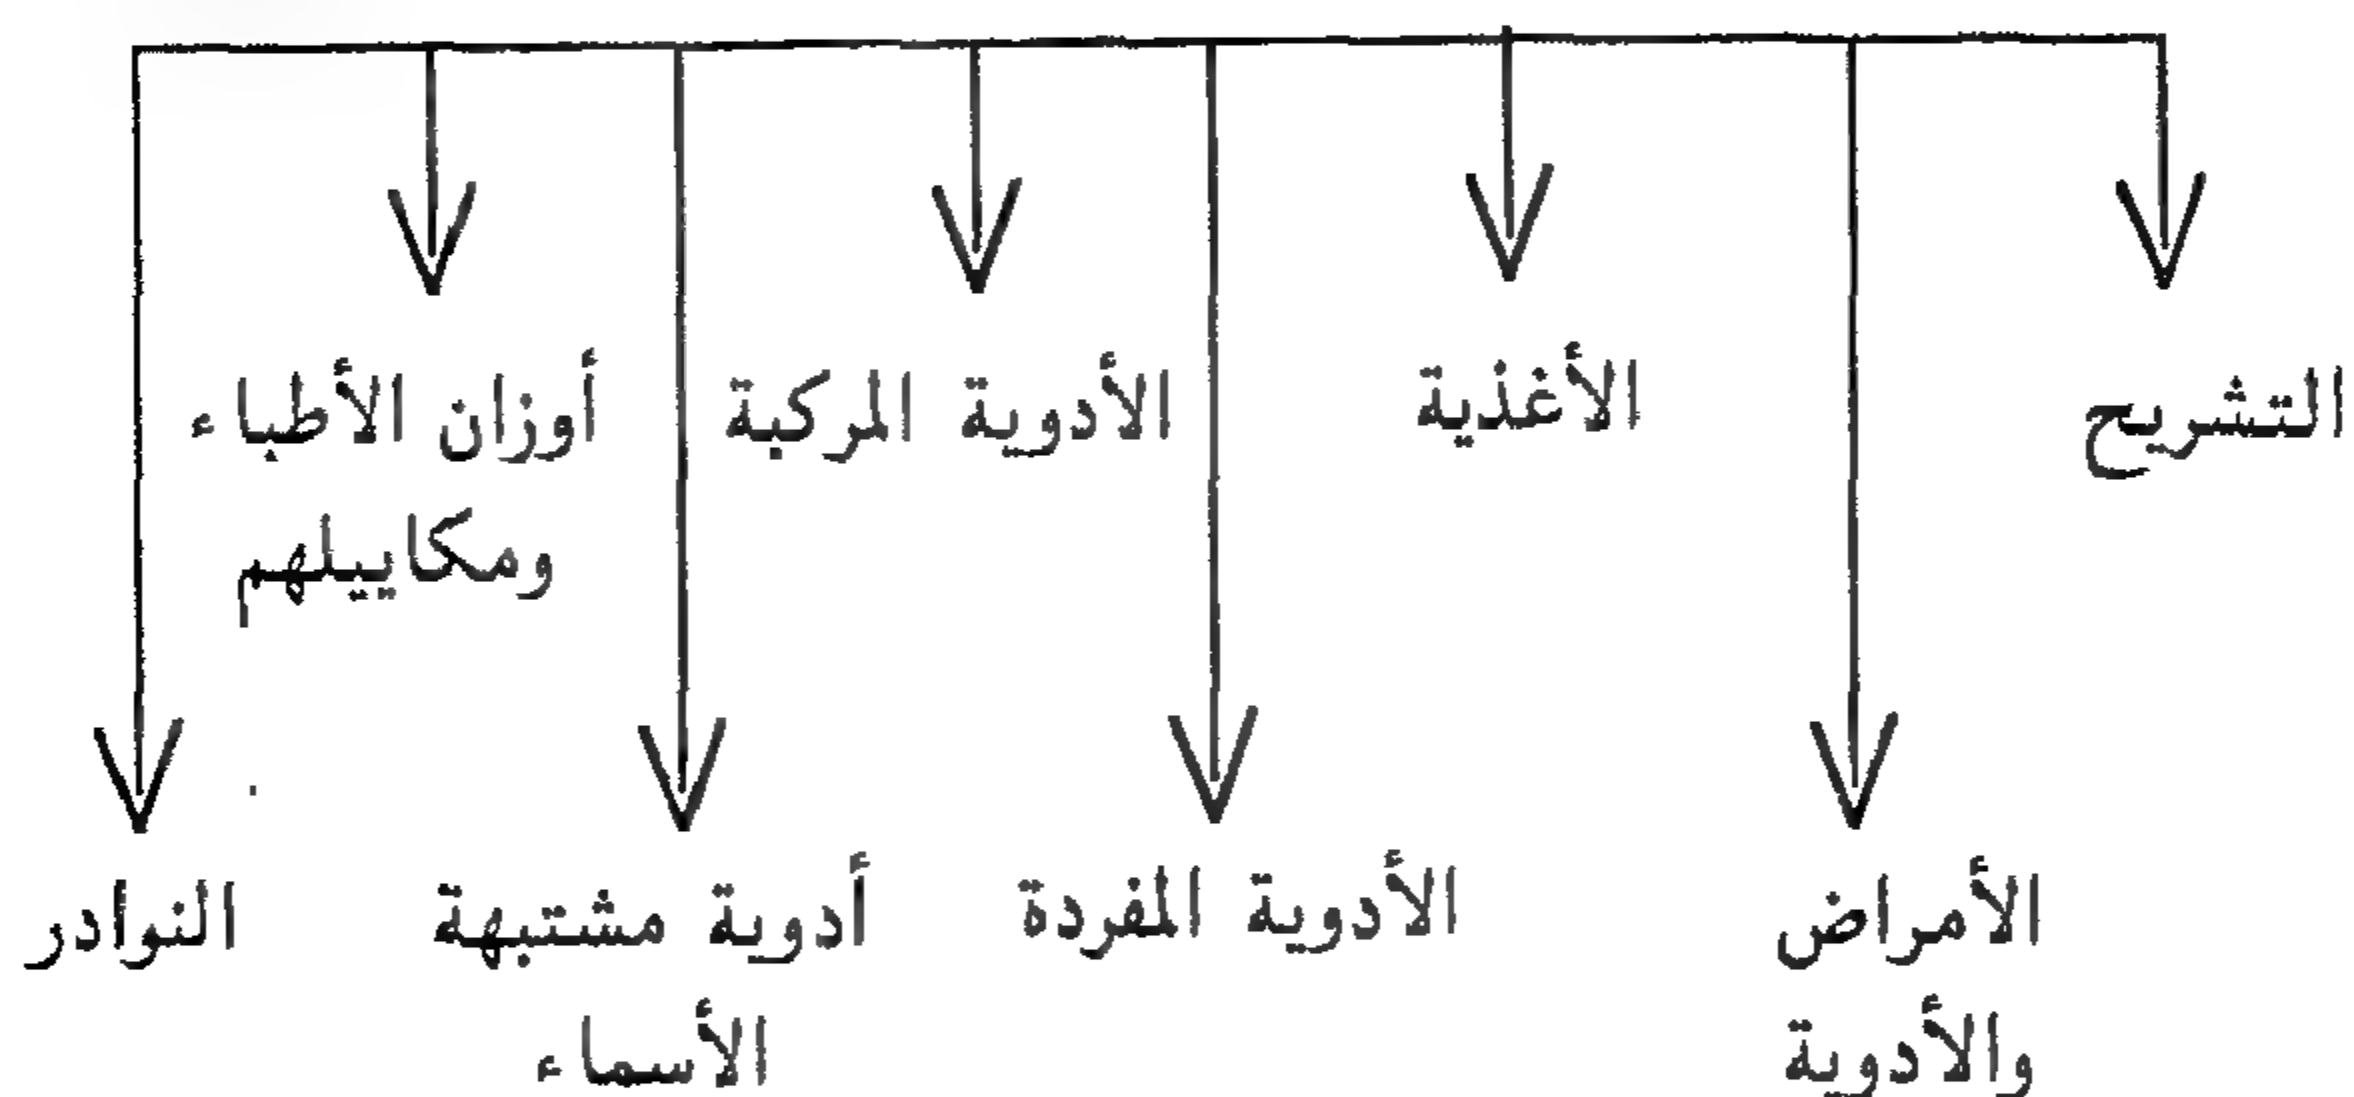 التشريح
الأمراض
والأدوية
الأغذية
الأدوية المفردة
الأدوية المركبة
أدوية مشتبهة
الأسماء
أوزان الأطباء
ومكاييلهم
النوادر